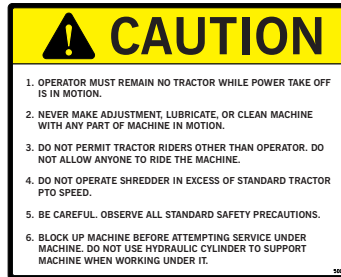 CAUTION
1. OPERATOR MUST REMAIN NO TRACTOR WHILE POWER TAKE OFF
IS IN MOTION.
2. NEVER MAKE ADJUSTMENT, LUBRICATE, OR CLEAN MACHINE
WITH ANY PART OF MACHINE IN MOTION.
3. DO NOT PERMIT TRACTOR RIDERS OTHER THAN OPERATOR. DO
NOT ALLOW ANYONE TO RIDE THE MACHINE.
4. DO NOT OPERATE SHREDDER IN EXCESS OF STANDARD TRACTOR
PTO SPEED.
5. BE CAREFUL. OBSERVE ALL STANDARD SAFETY PRECAUTIONS.
6. BLOCK UP MACHINE BEFORE ATTEMPTING SERVICE UNDER
MACHINE. DO NOT USE HYDRAULIC CYLINDER TO SUPPORT
MACHINE WHEN WORKING UNDER IT.